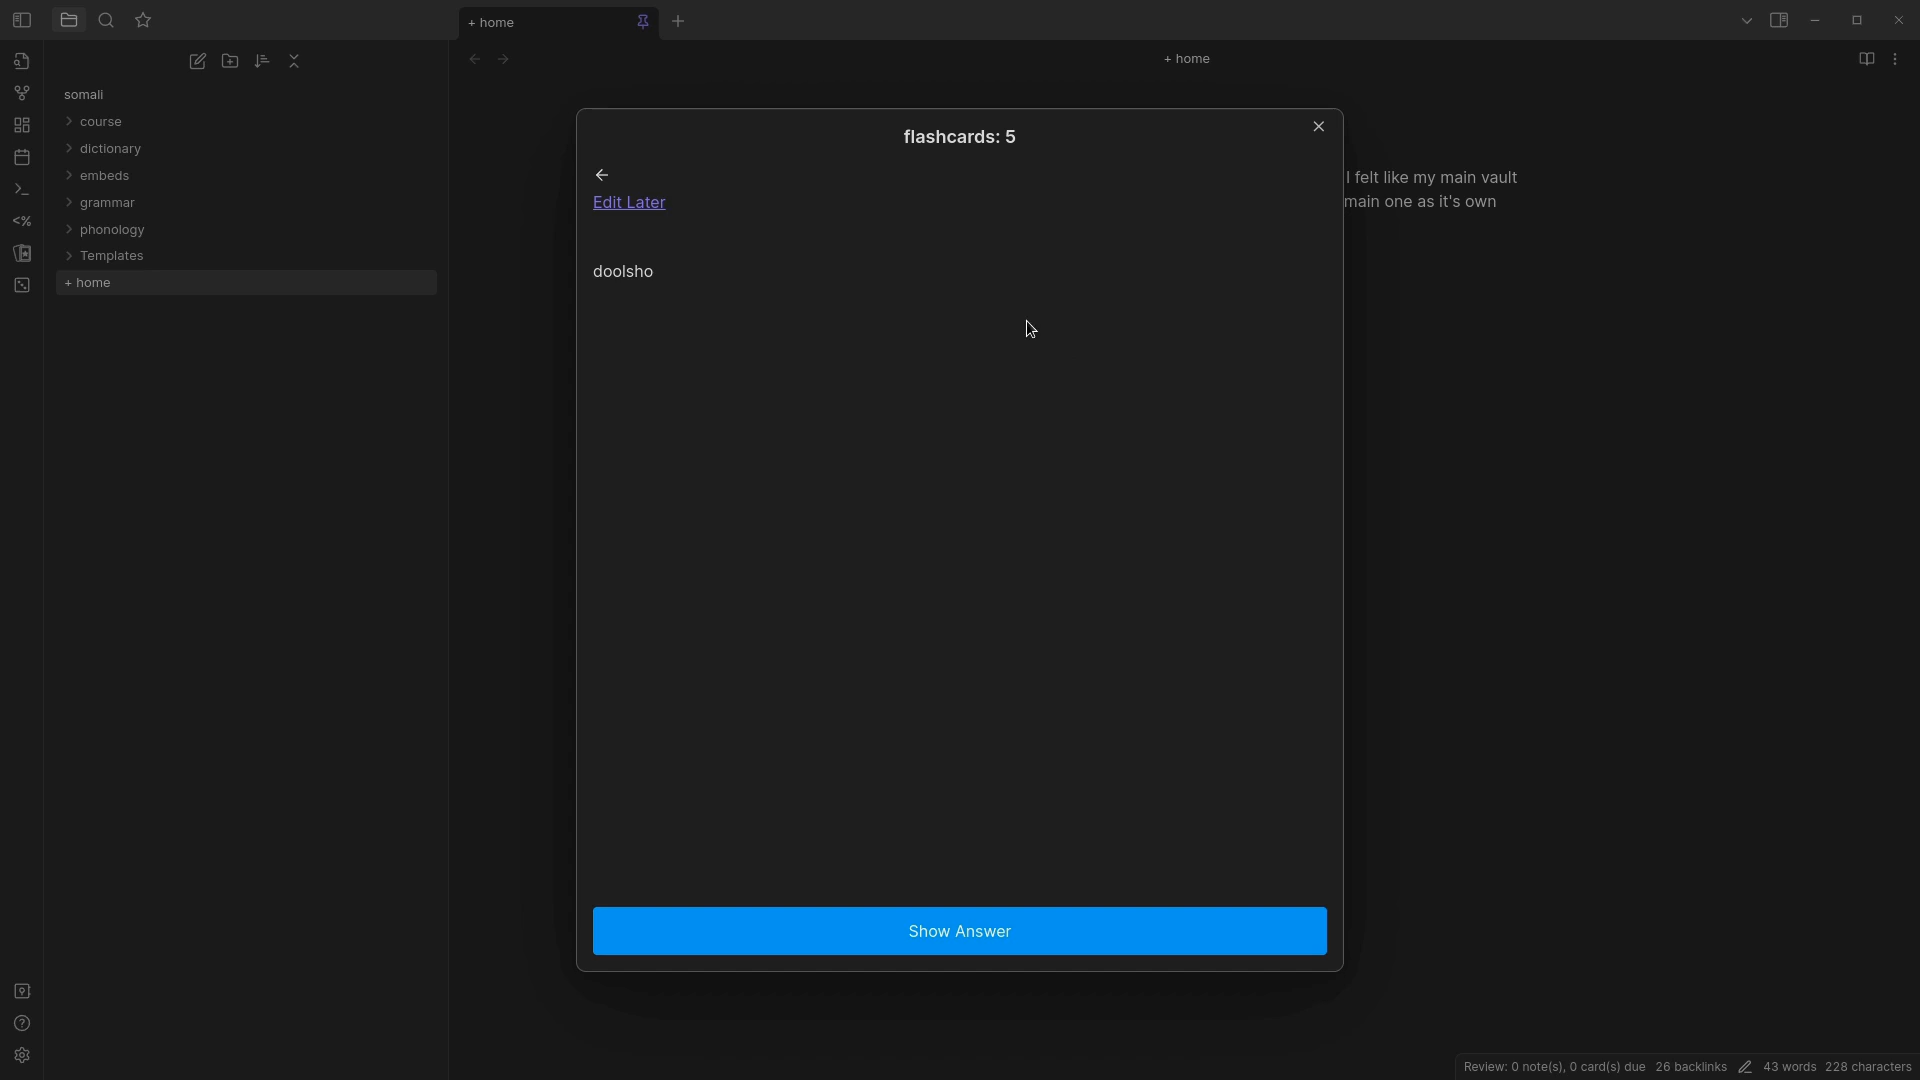 + home
+ home
somali
course
dictionary
embeds
grammar
phonology
Templates
+ home
flashcards: 5
Edit Later
doolsho
I felt like my main vault
main one as it's own
Show Answer
Review: 0 note(s), 0 card(s) due 26 backlinks 43 words 228 characters